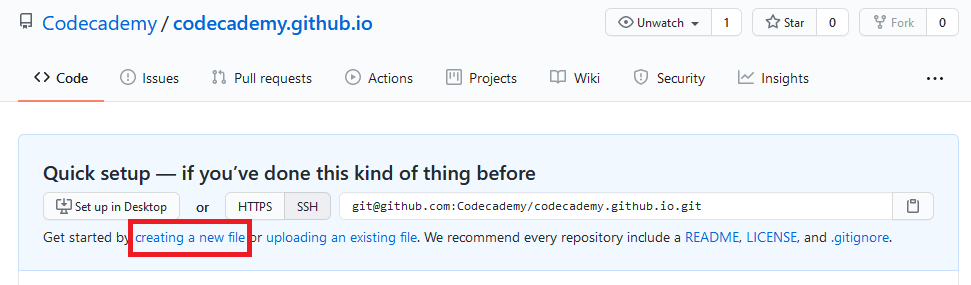 Codecademy / codecademy.github.io
Unwatch 1 Star 0 Fork 0
Code Issues Pull requests Actions Projects Wiki Security Insights ...
Quick setup — if you’ve done this kind of thing before
Set up in Desktop or HTTPS SSH git@github.com:Codecademy/codecademy.github.io.git
Get started by creating a new file or uploading an existing file. We recommend every repository include a README, LICENSE, and .gitignore.